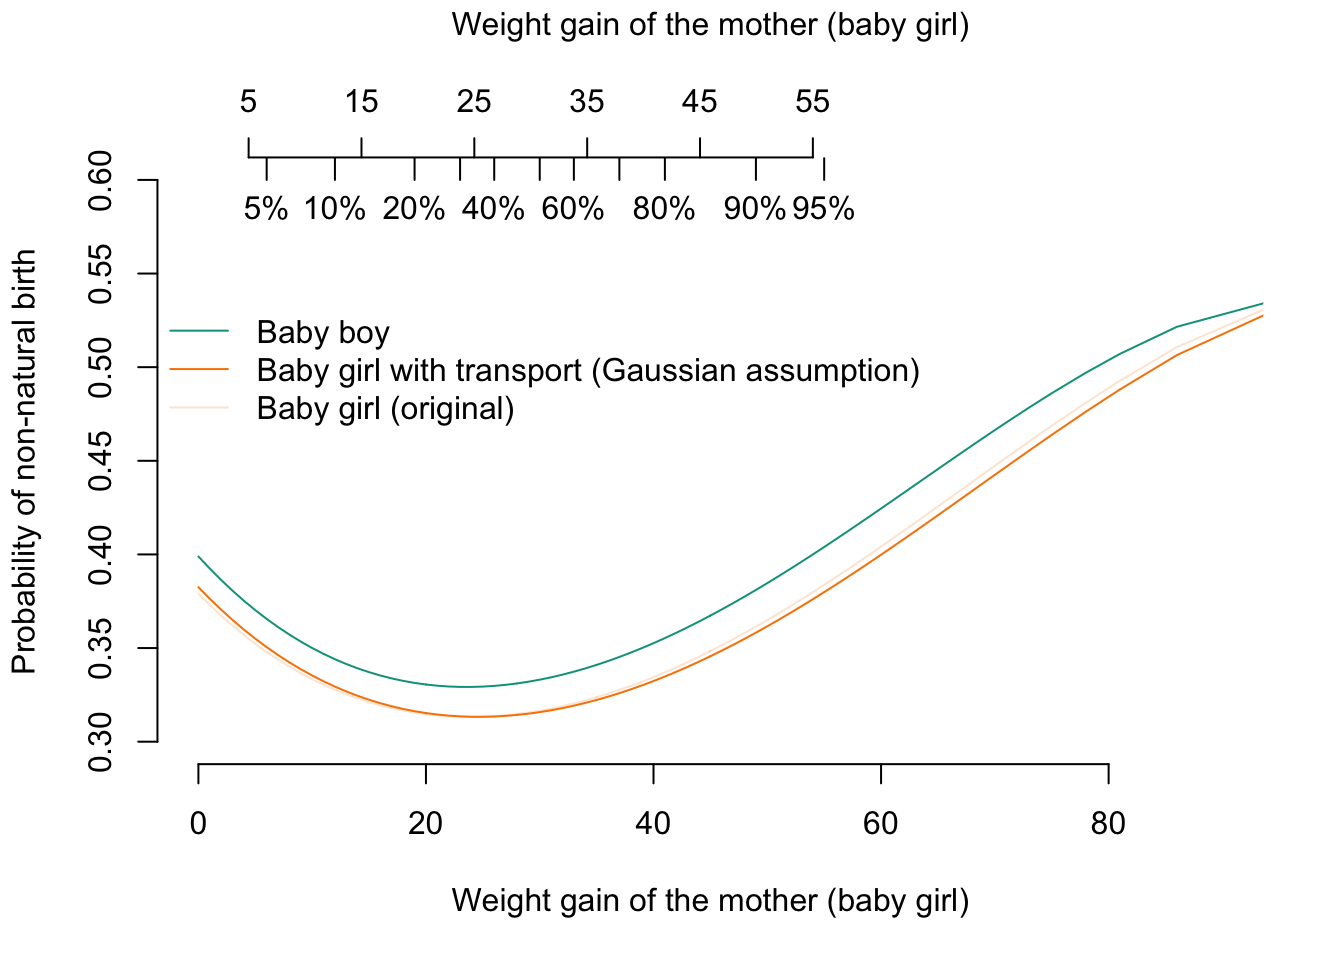 Weight gain of the mother (baby girl)
5 15 25 35 45 55
5% 10% 20% 40% 60% 80% 90% 95%
Probability of non-natural birth
0.60
0.55
0.50
0.45
0.40
0.35
0.30
Baby boy
Baby girl with transport (Gaussian assumption)
Baby girl (original)
0 20 40 60 80
Weight gain of the mother (baby girl)